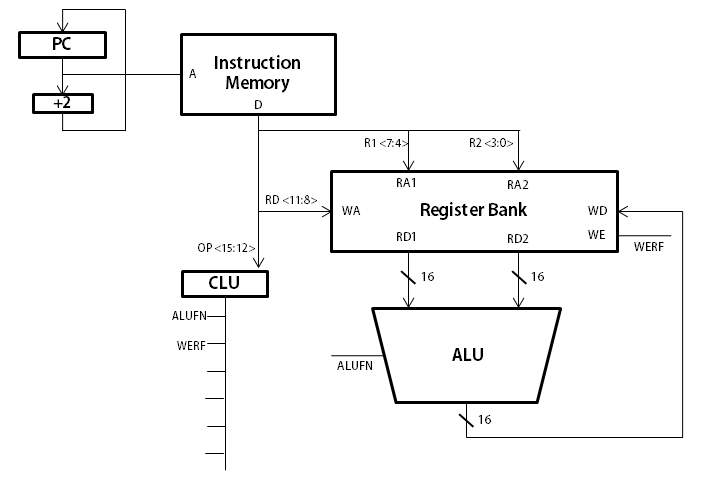 PC
+2
Instruction
Memory
A
D
R1 <7:4>
R2 <3:0>
RA1
RA2
RD <11:8>
WA
Register Bank
WD
RD1
RD2
WE
WERF
OP <15:12>
16
16
CLU
ALUFN
WERF
ALU
ALUFN
16